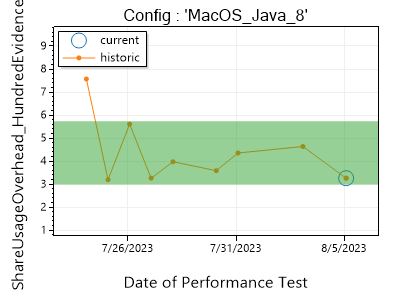 Config : 'MacOS_Java_8'
ShareUsageOverhead_HundredEvidence
current
historic
9
8
7
6
5
4
3
2
1
7/26/2023
7/31/2023
8/5/2023
Date of Performance Test